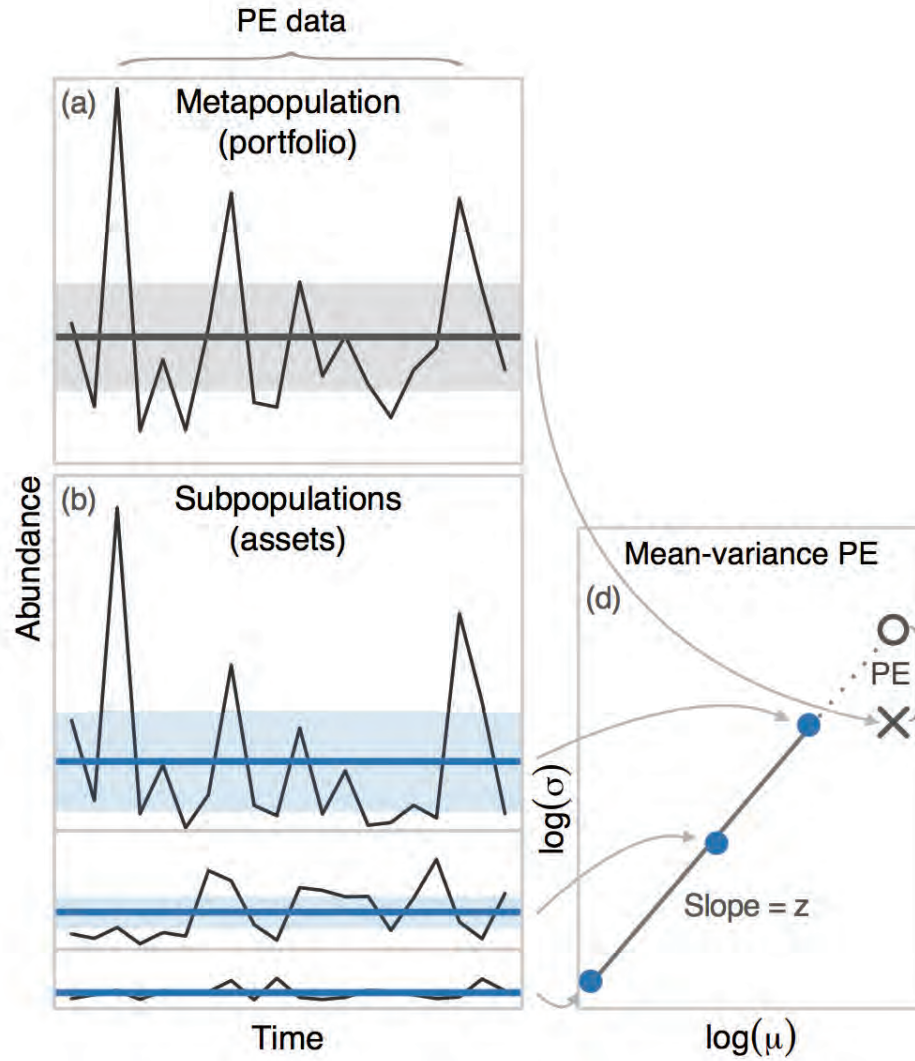 PE data
(a)
Metapopulation
(portfolio)
Abundance
(b)
Subpopulations
(assets)
Time
Mean-variance PE
(d)
PE
log(σ)
Slope = z
log(μ)